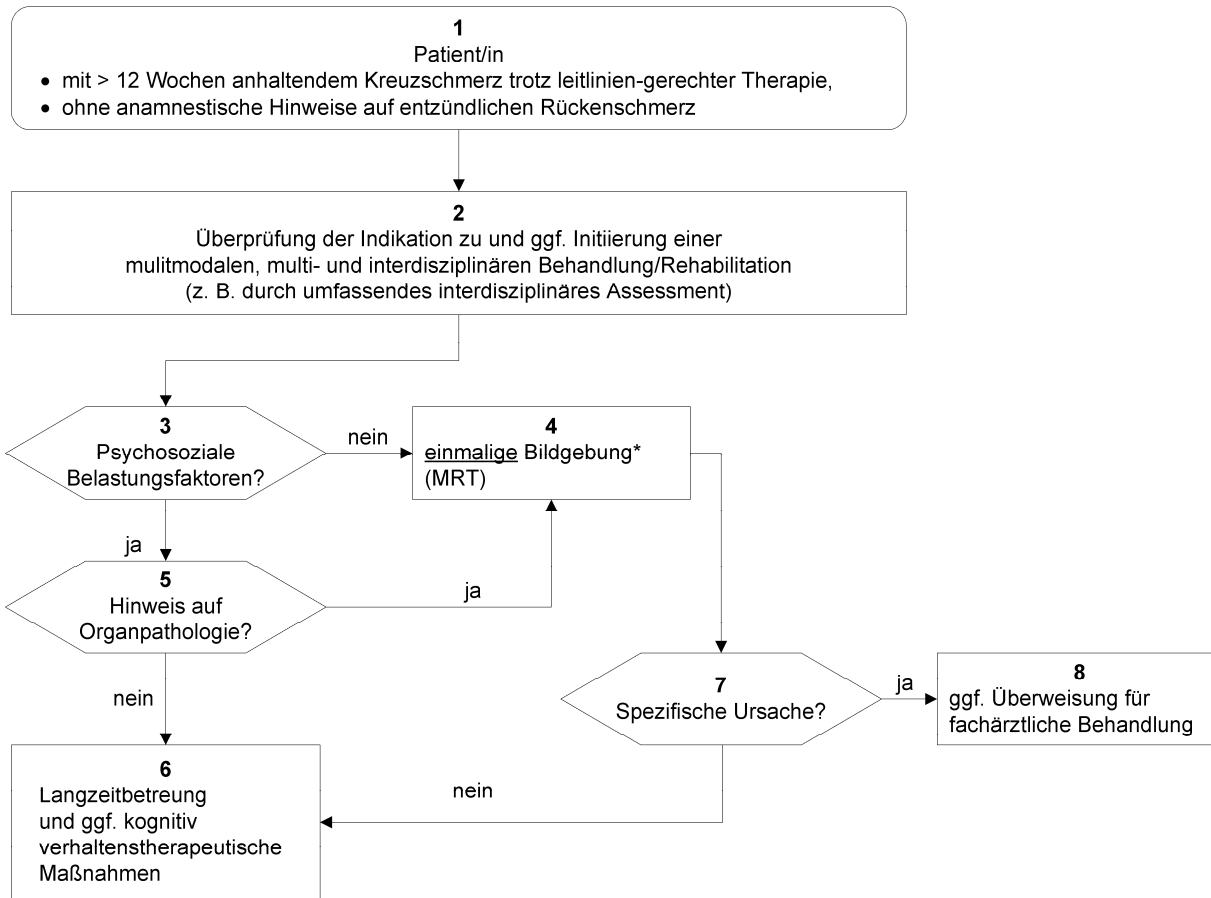 1
Patient/in
• mit > 12 Wochen anhaltendem Kreuzschmerz trotz leitlinien-gerechter Therapie,
• ohne anamnestische Hinweise auf entzündlichen Rückenschmerz
2
Überprüfung der Indikation zu und ggf. Initiierung einer
mulitmodalen, multi- und interdisziplinären Behandlung/Rehabilitation
(z. B. durch umfassendes interdisziplinäres Assessment)
3
Psychosoziale
Belastungsfaktoren?
nein
4
einmalige Bildgebung*
(MRT)
ja
5
Hinweis auf
Organpathologie?
ja
nein
7
Spezifische Ursache?
ja
8
ggf. Überweisung für
fachärztliche Behandlung
nein
6
Langzeitbetreung
und ggf. kognitiv
verhaltenstherapeutische
Maßnahmen